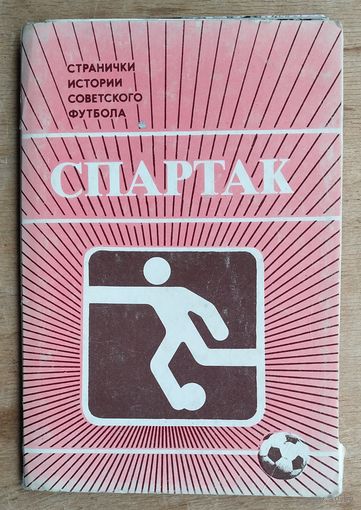 СТРАНИЧКИ
ИСТОРИИ
СОВЕТСКОГО
ФУТБОЛА
СПАРТАК